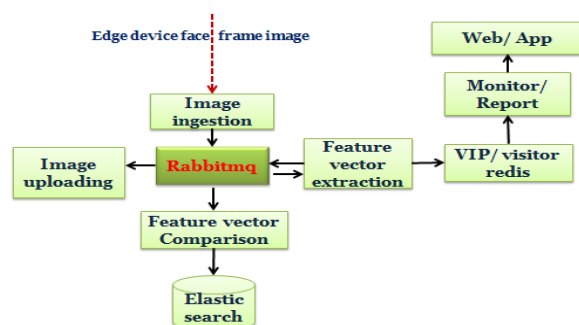 Edge device face frame image
Web/ App
Monitor/
Report
Image
ingestion
Image
uploading
Rabbitmq
Feature
vector
extraction
VIP/ visitor
redis
Feature vector
Comparison
Elastic
search